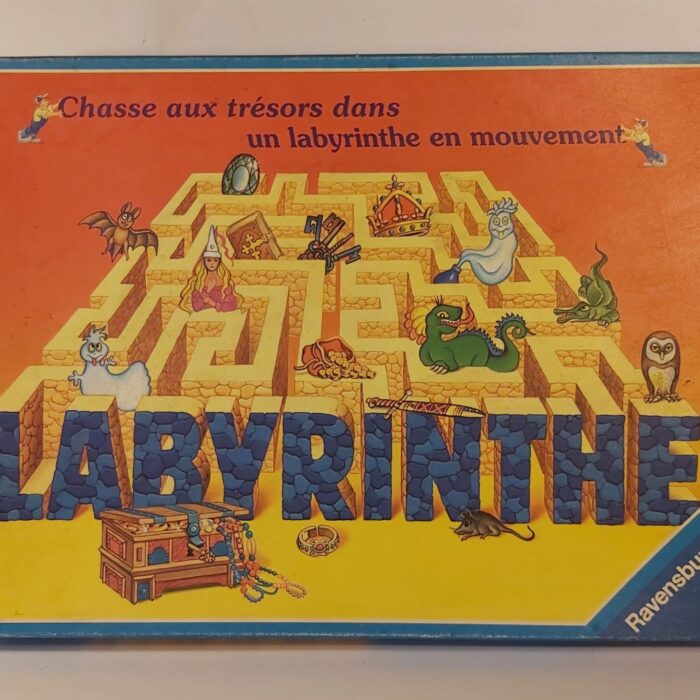 Chasse aux trésors dans
un labyrinthe en mouvement
LABYRINTHE
Ravensbu